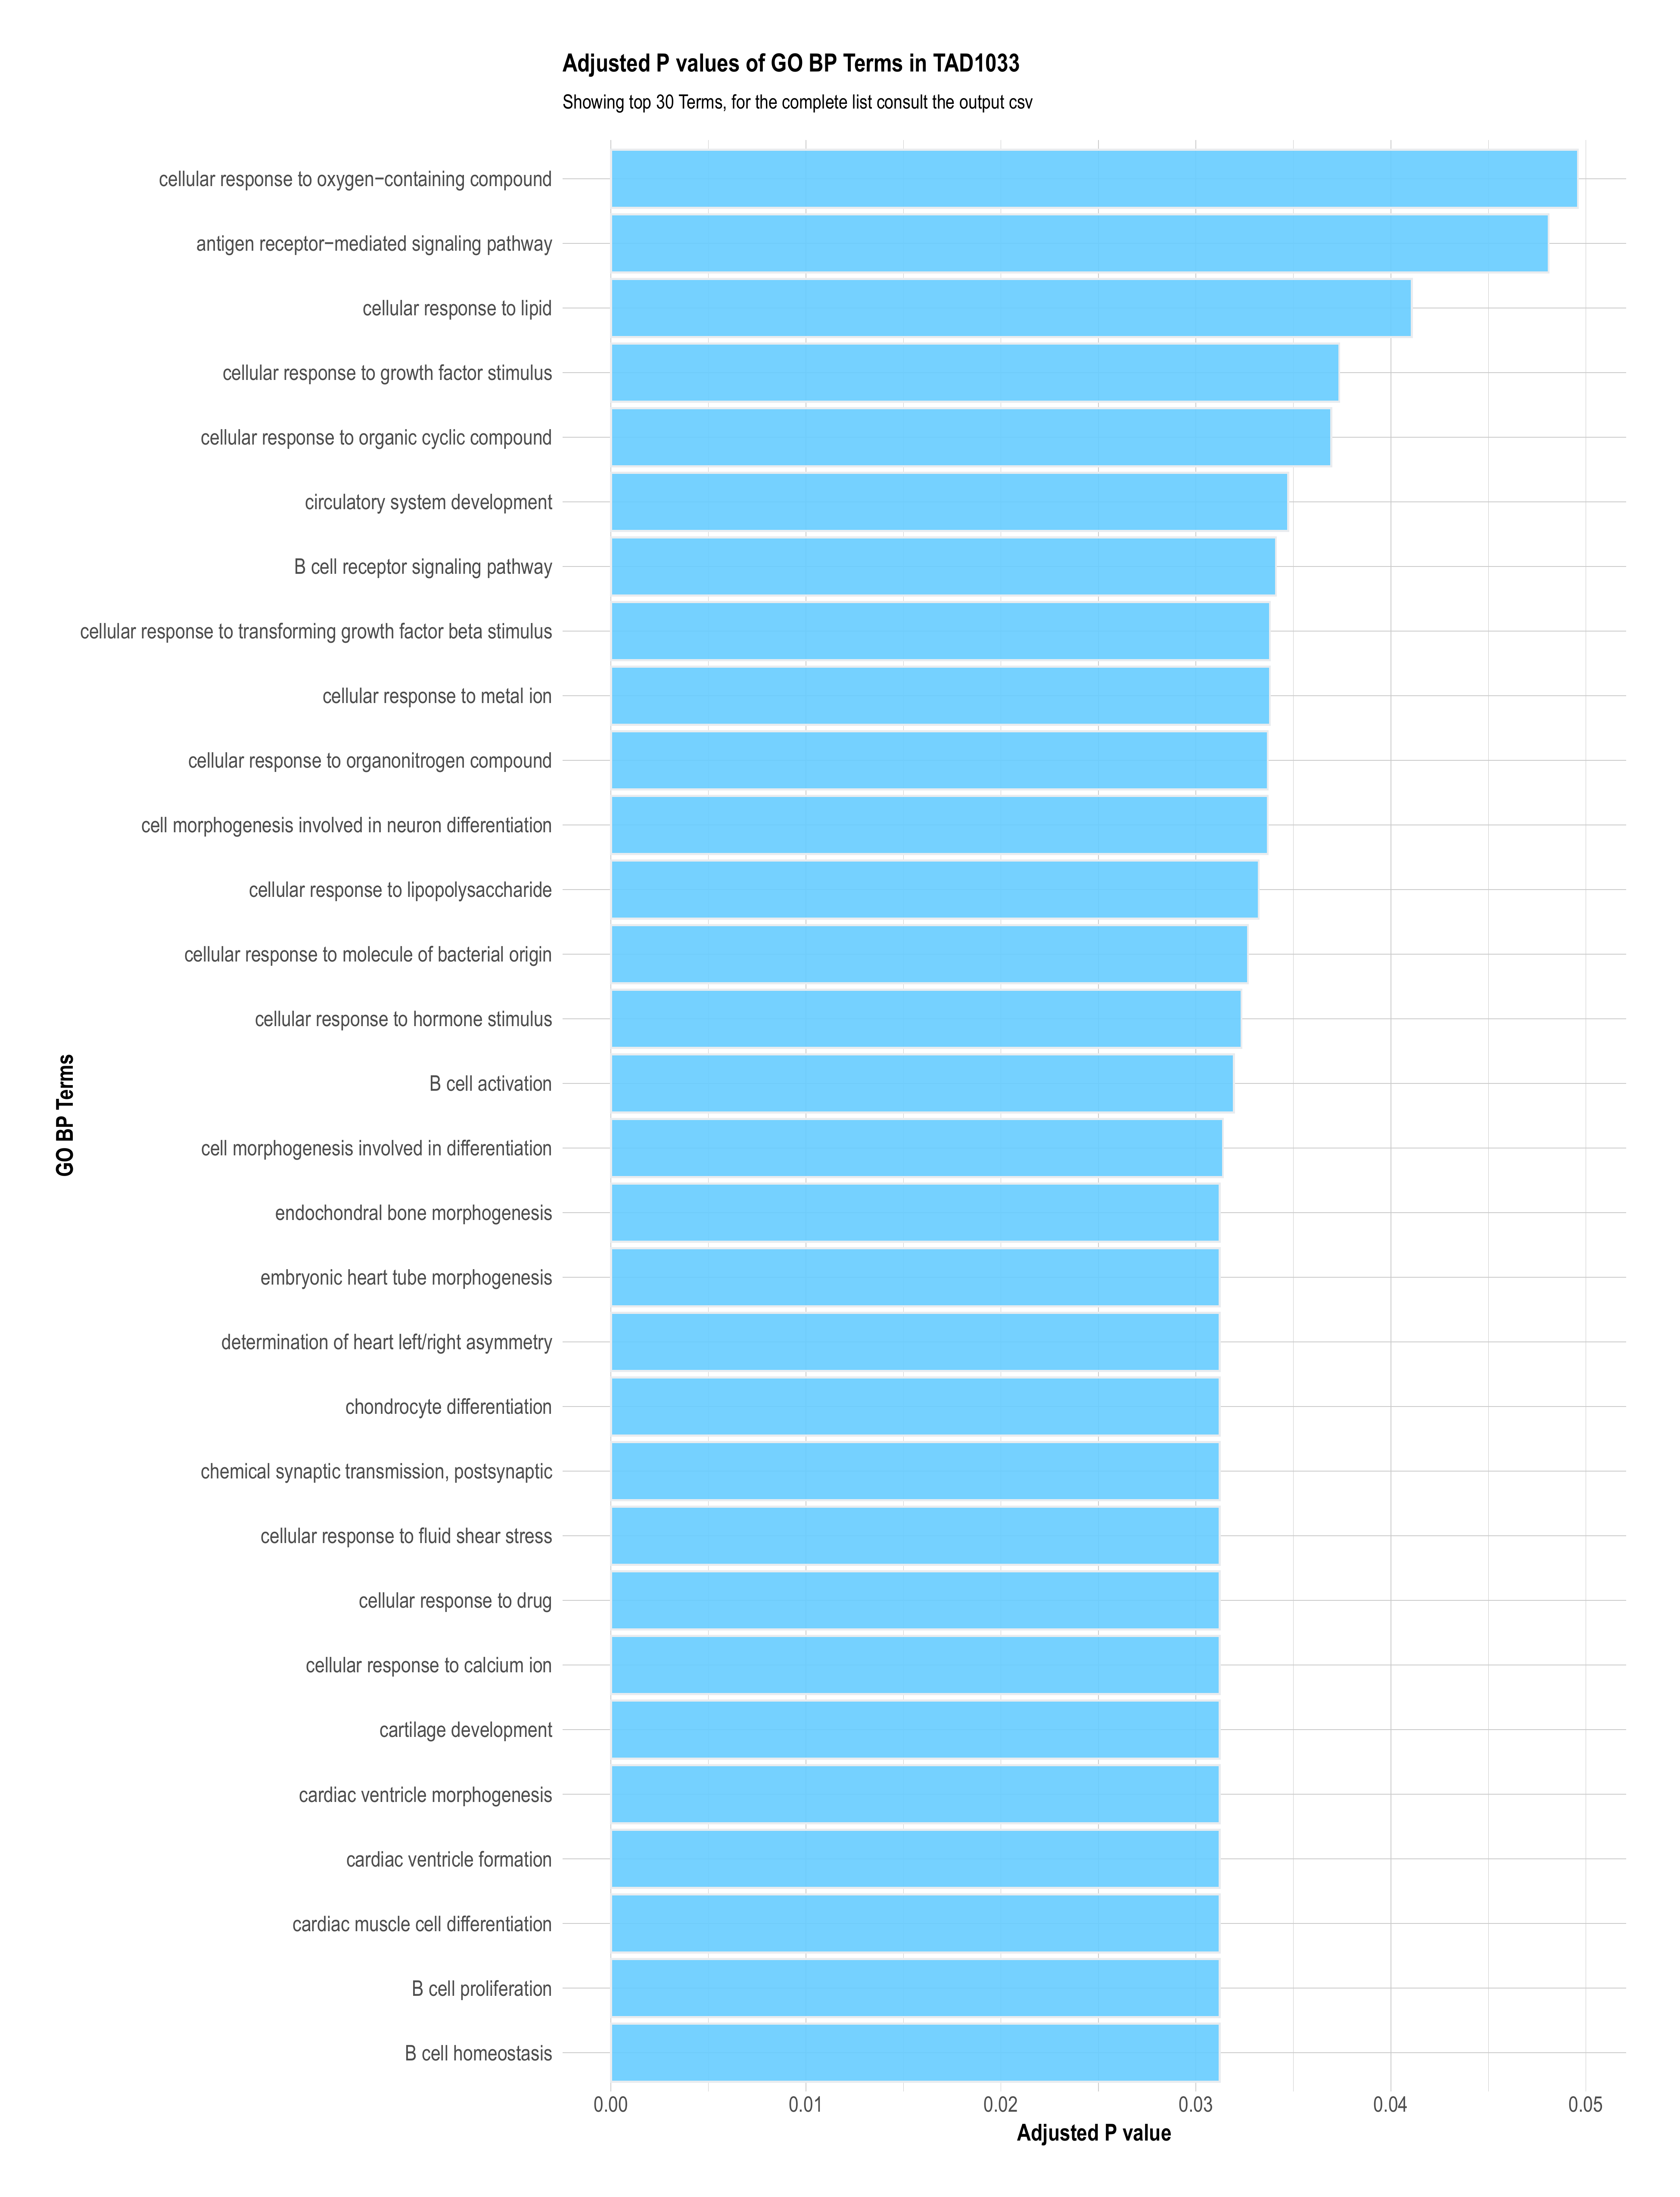 Adjusted P values of GO BP Terms in TAD1033
Showing top 30 Terms, for the complete list consult the output csv
cellular response to oxygen−containing compound
antigen receptor−mediated signaling pathway
cellular response to lipid
cellular response to growth factor stimulus
cellular response to organic cyclic compound
circulatory system development
B cell receptor signaling pathway
cellular response to transforming growth factor beta stimulus
cellular response to metal ion
cellular response to organonitrogen compound
cell morphogenesis involved in neuron differentiation
cellular response to lipopolysaccharide
cellular response to molecule of bacterial origin
cellular response to hormone stimulus
B cell activation
cell morphogenesis involved in differentiation
endochondral bone morphogenesis
embryonic heart tube morphogenesis
determination of heart left/right asymmetry
chondrocyte differentiation
chemical synaptic transmission, postsynaptic
cellular response to fluid shear stress
cellular response to drug
cellular response to calcium ion
cartilage development
cardiac ventricle morphogenesis
cardiac ventricle formation
cardiac muscle cell differentiation
B cell proliferation
B cell homeostasis
GO BP Terms
0.00 0.01 0.02 0.03 0.04 0.05
Adjusted P value